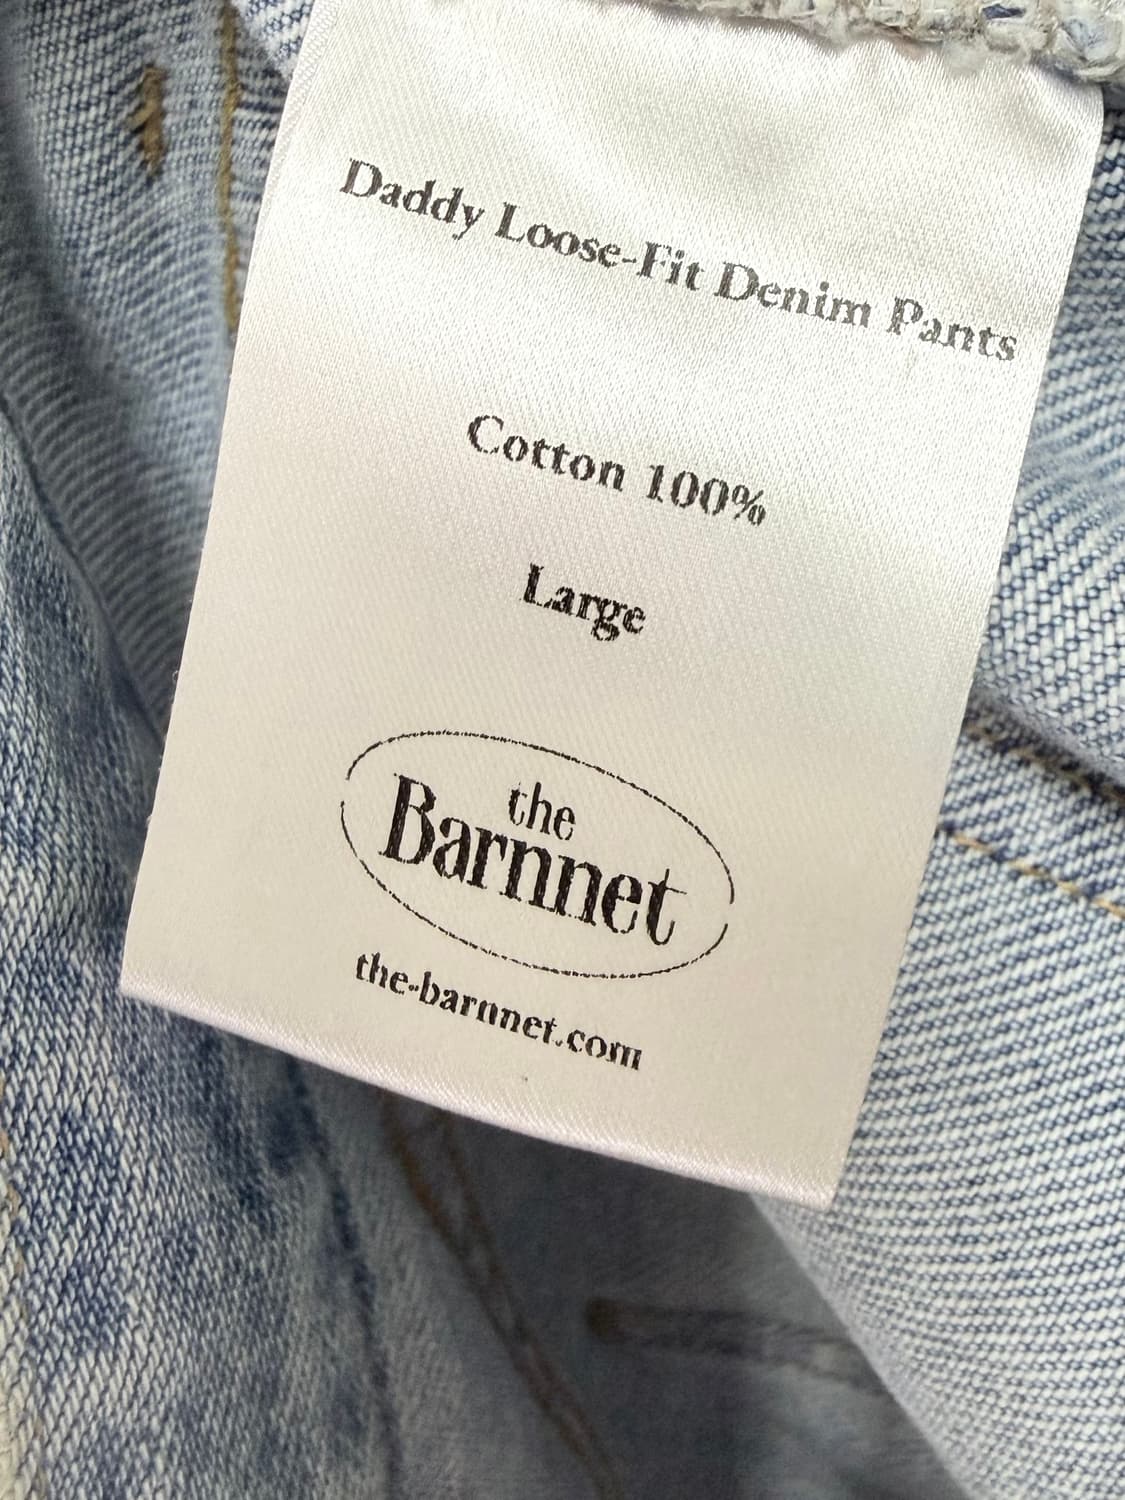 Daddy Loose-Fit Denim Pants
Cotton 100%
Large
the
Barnnet
the-barnnet.com